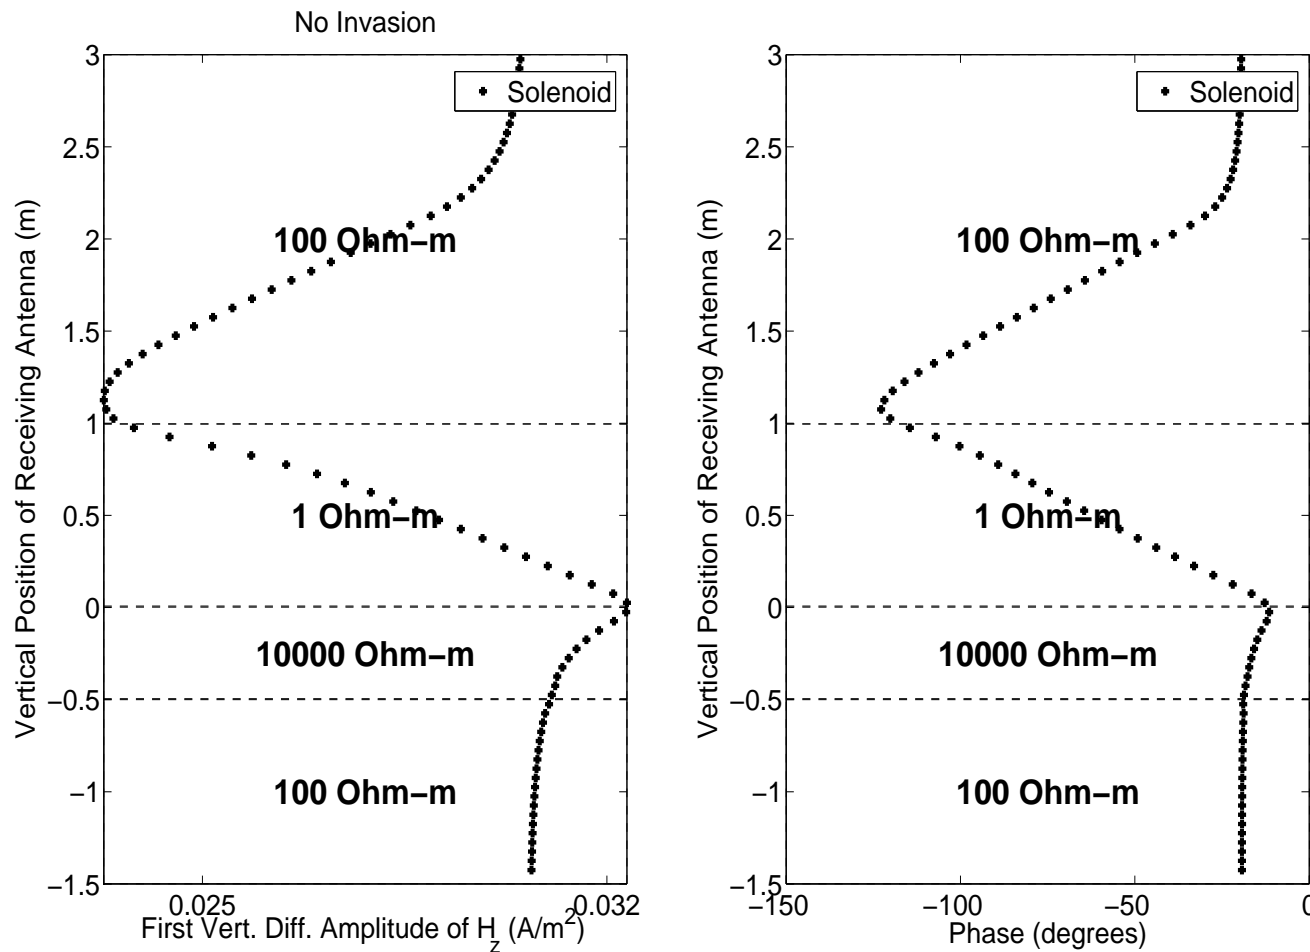 No Invasion
3
2.5
2
1.5
1
0.5
0
−0.5
−1
−1.5
Vertical Position of Receiving Antenna (m)
Solenoid
100 Ohm−m
1 Ohm−m
10000 Ohm−m
100 Ohm−m
0.025
0.032
First Vert. Diff. Amplitude of H_z (A/m²)
3
2.5
2
1.5
1
0.5
0
−0.5
−1
−1.5
Vertical Position of Receiving Antenna (m)
Solenoid
100 Ohm−m
1 Ohm−m
10000 Ohm−m
100 Ohm−m
−150
−100
−50
0
Phase (degrees)